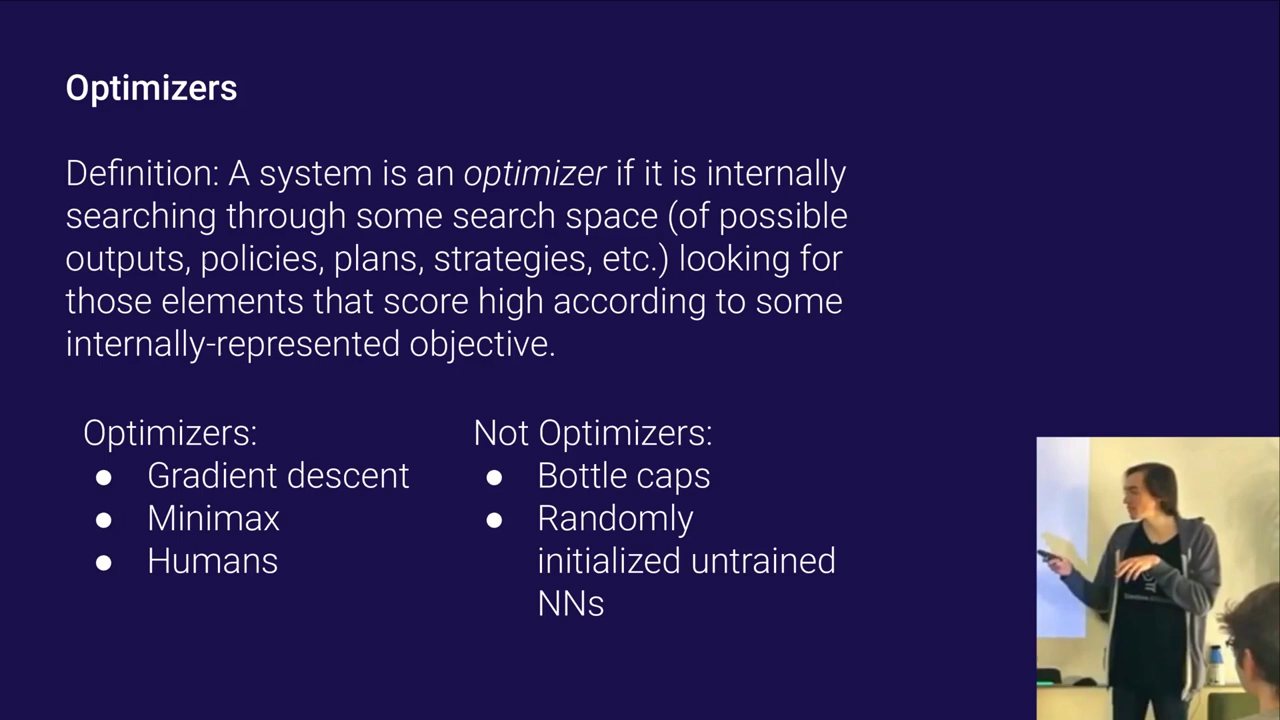 Optimizers
Definition: A system is an optimizer if it is internally
searching through some search space (of possible
outputs, policies, plans, strategies, etc.) looking for
those elements that score high according to some
internally-represented objective.
Optimizers:
● Gradient descent
● Minimax
● Humans
Not Optimizers:
● Bottle caps
● Randomly
initialized untrained
NNs